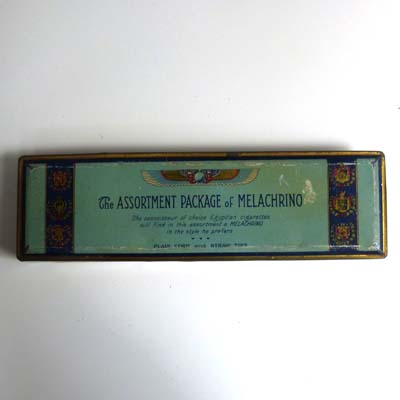 The ASSORTMENT PACKAGE of MELACHRINO
The connoisseur of choice Egyptian cigarettes
will find in this assortment a MELACHRINO
in the style he prefers
PLAIN CORK AND STRAW TIPS